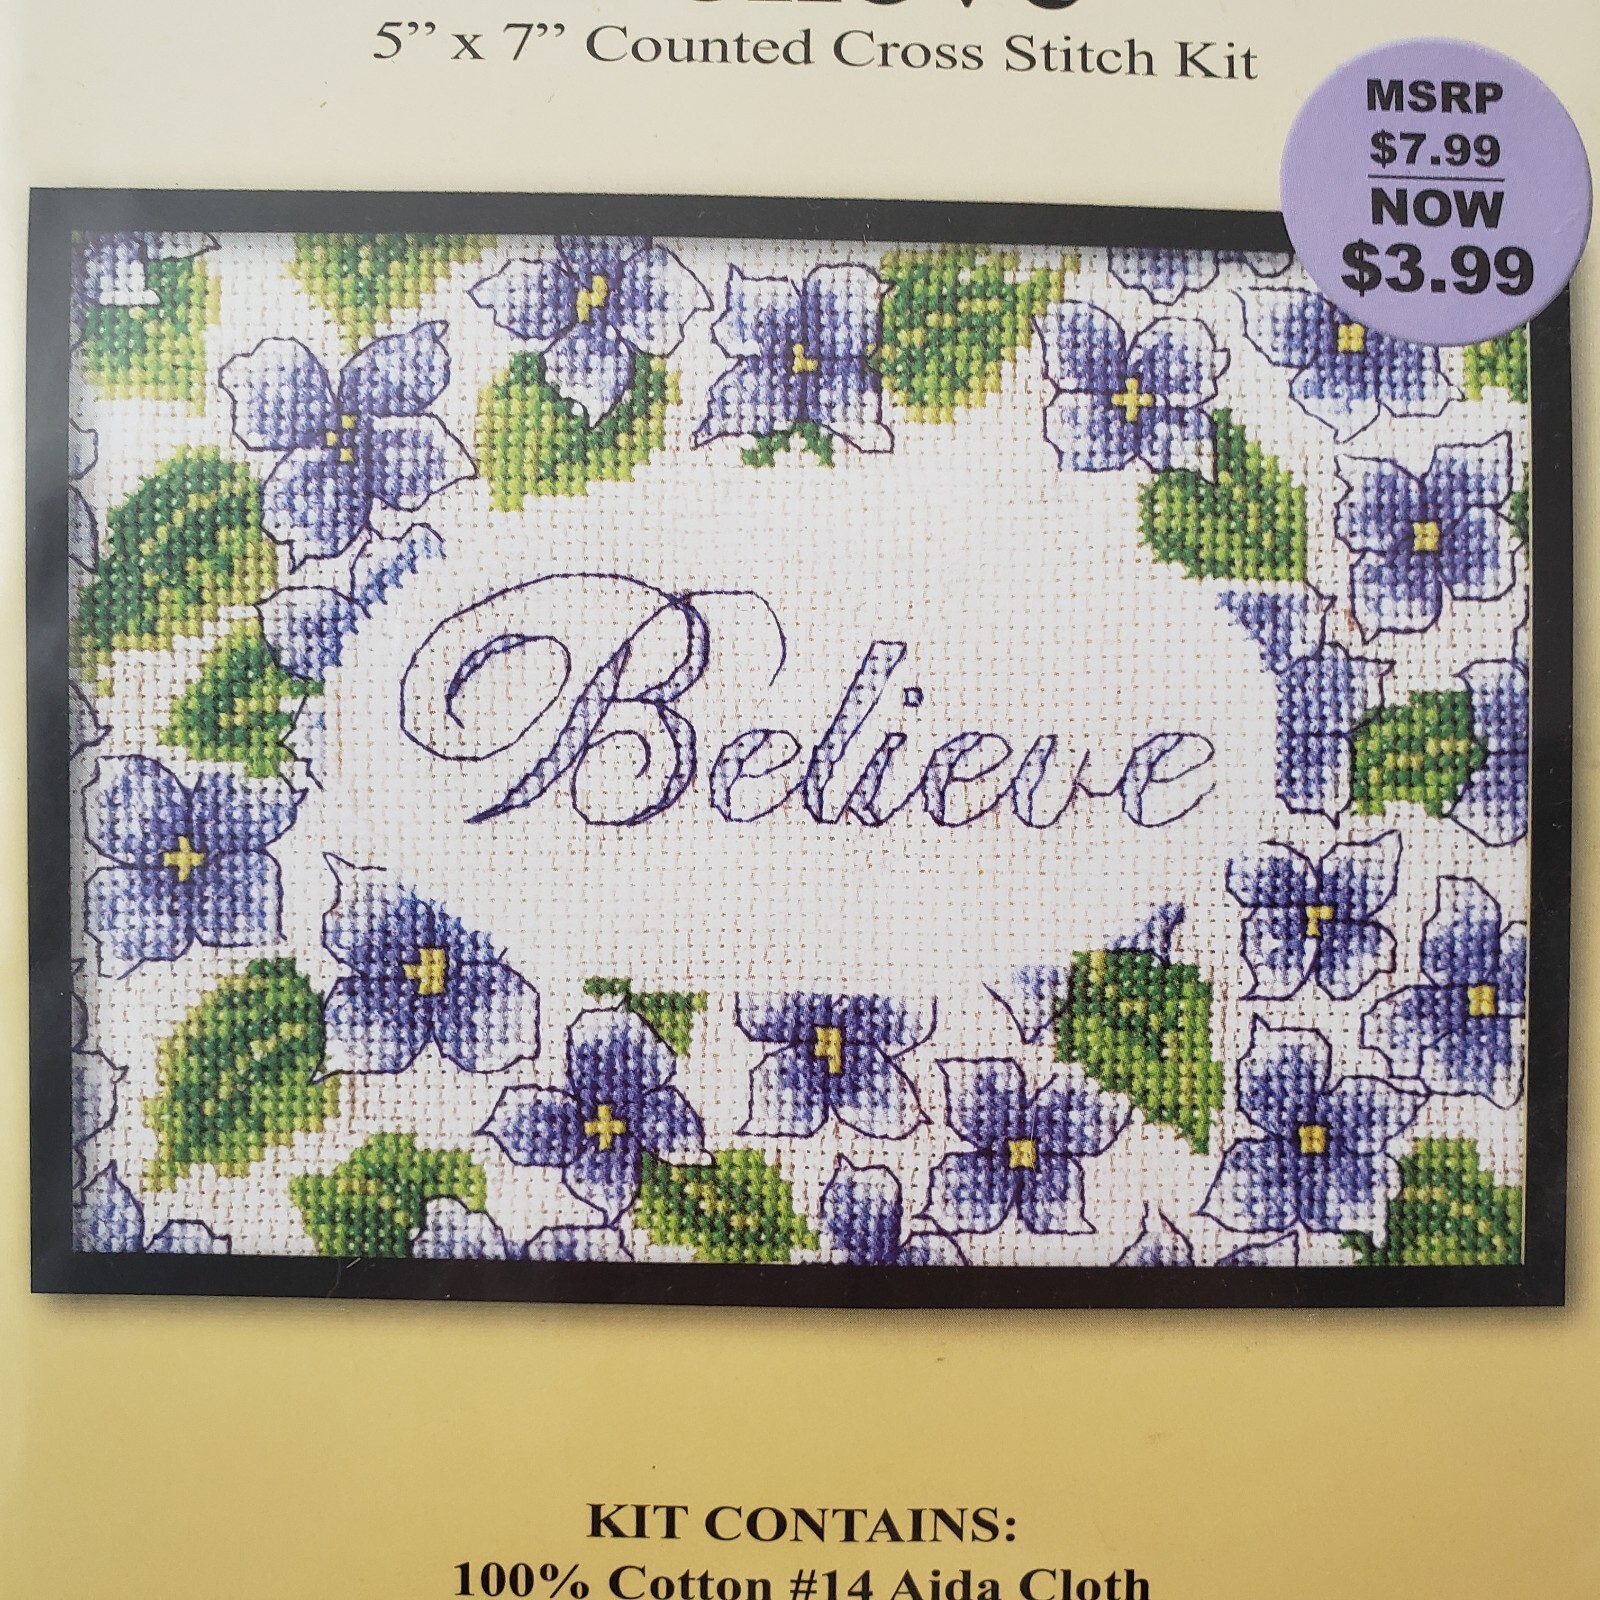 5” x 7” Counted Cross Stitch Kit
MSRP
$7.99
NOW
$3.99
Believe
KIT CONTAINS:
100% Cotton #14 Aida Cloth